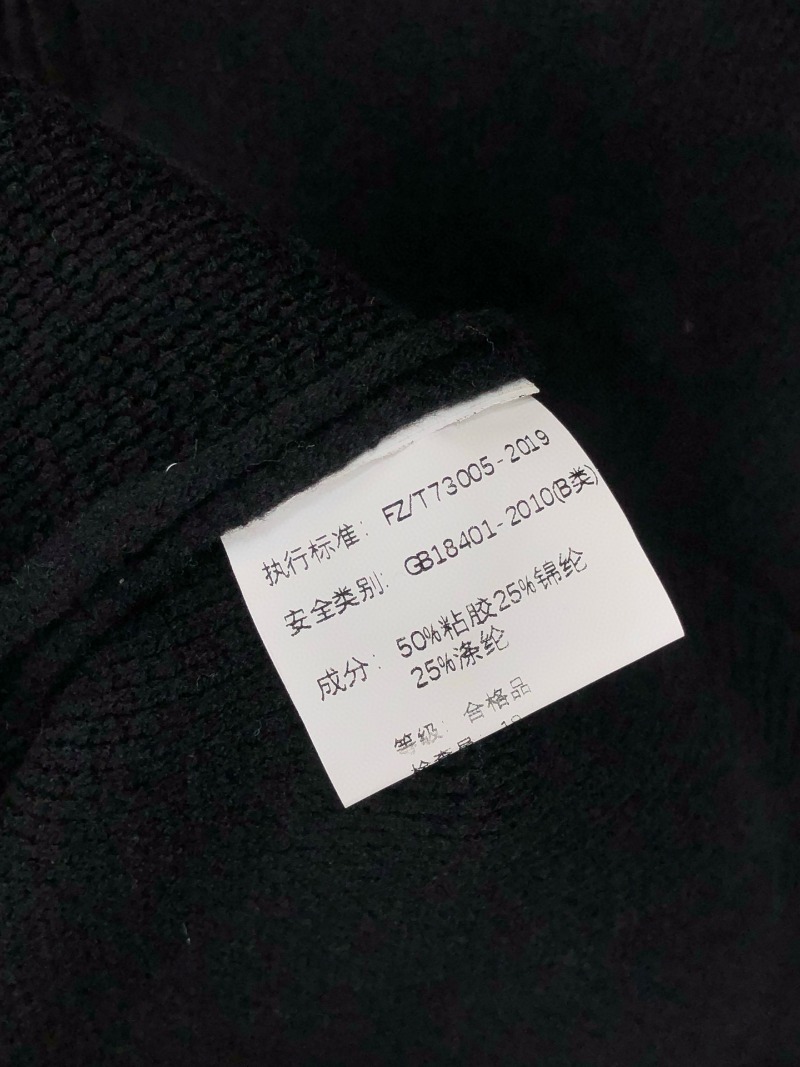 执行标准: FZ/T73005-2019
安全类别: GB18401-2010(B类)
成分: 50%粘胶25%锦纶
25%涤纶
等级: 合格品